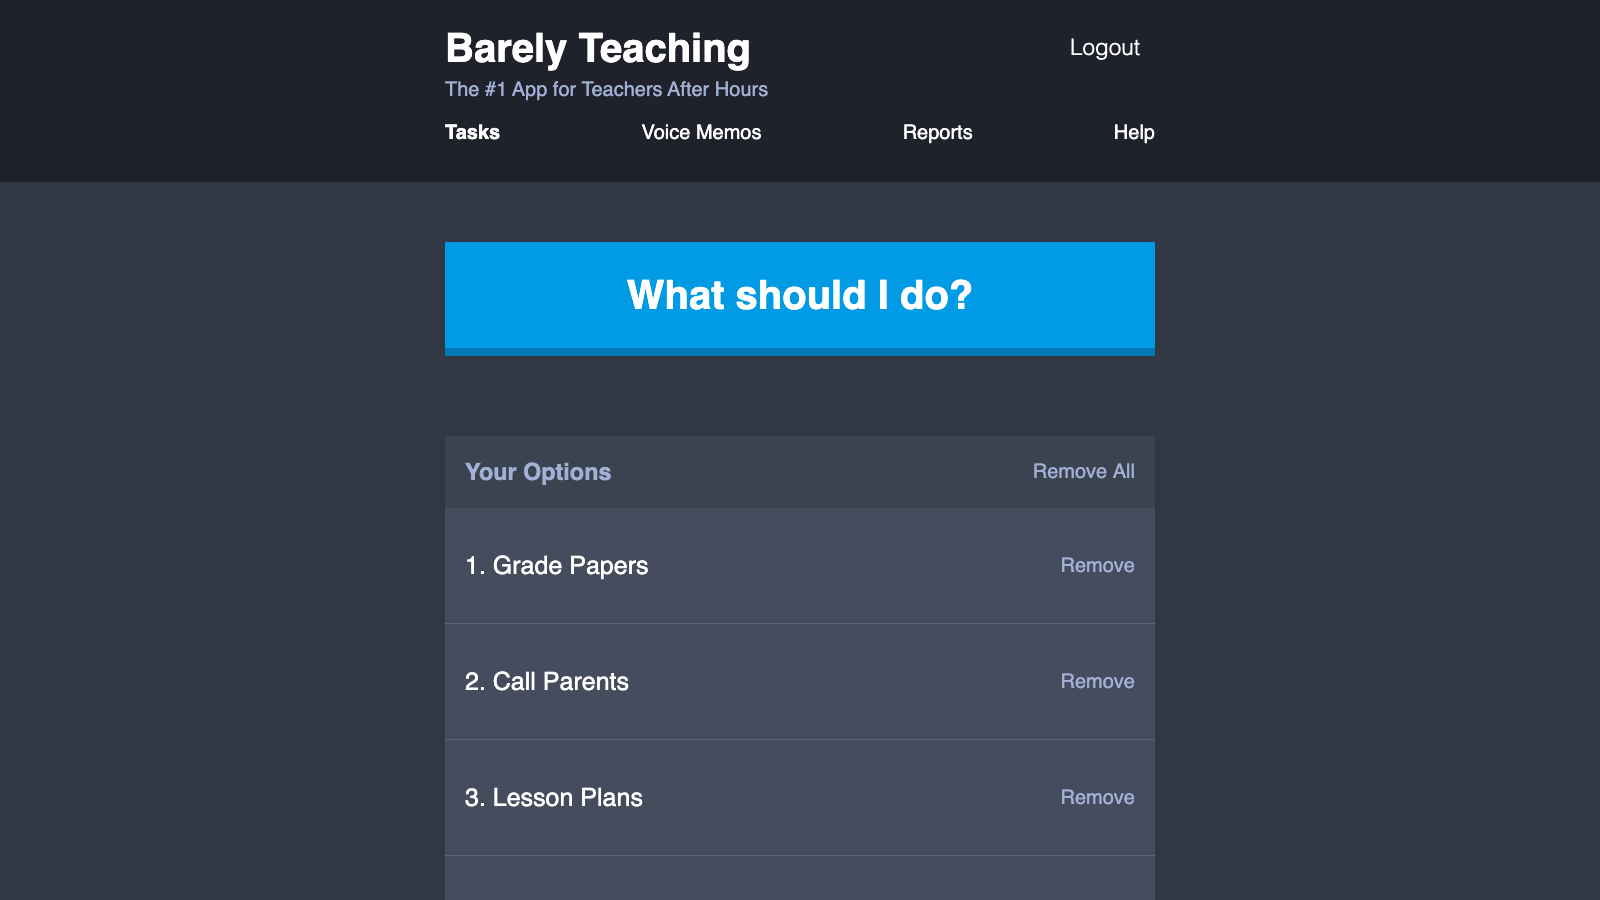 Barely Teaching
Logout
The #1 App for Teachers After Hours
Tasks Voice Memos Reports Help
What should I do?
Your Options Remove All
1. Grade Papers Remove
2. Call Parents Remove
3. Lesson Plans Remove